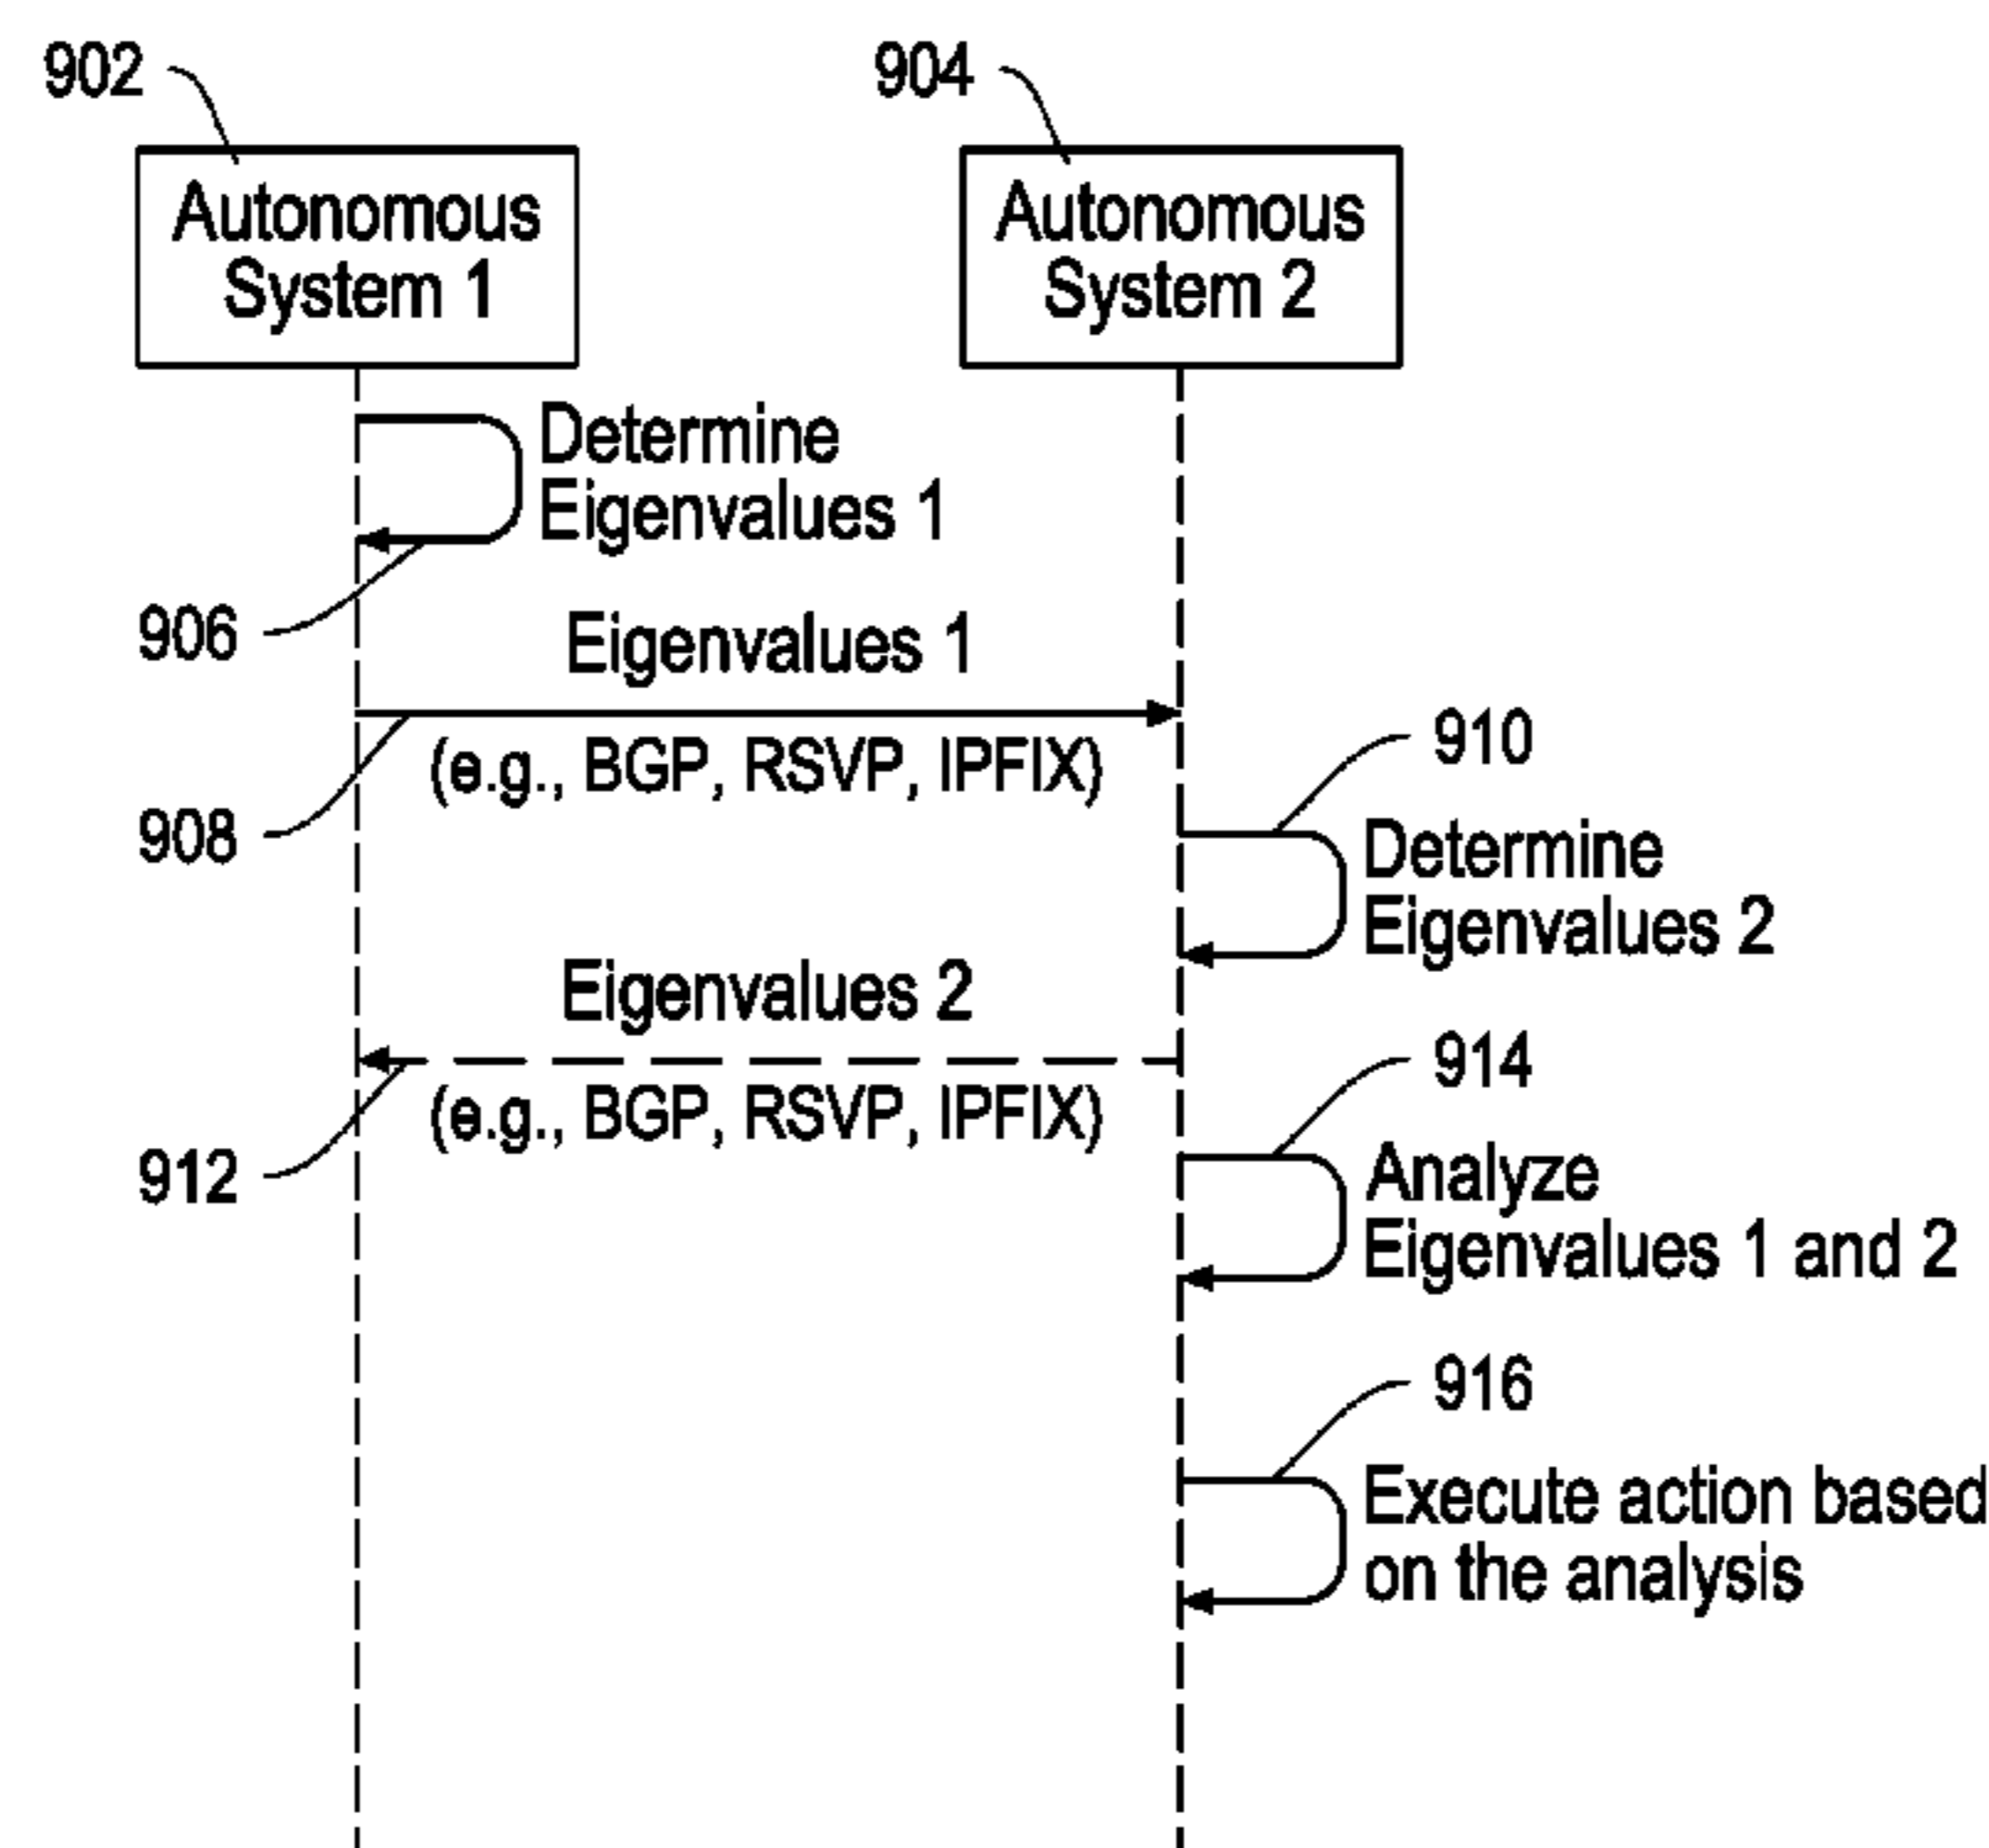 902
904
Autonomous
System 1
Autonomous
System 2
Determine
Eigenvalues 1
906
Eigenvalues 1
(e.g., BGP, RSVP, IPFIX)
908
910
Determine
Eigenvalues 2
Eigenvalues 2
(e.g., BGP, RSVP, IPFIX)
912
914
Analyze
Eigenvalues 1 and 2
916
Execute action based
on the analysis